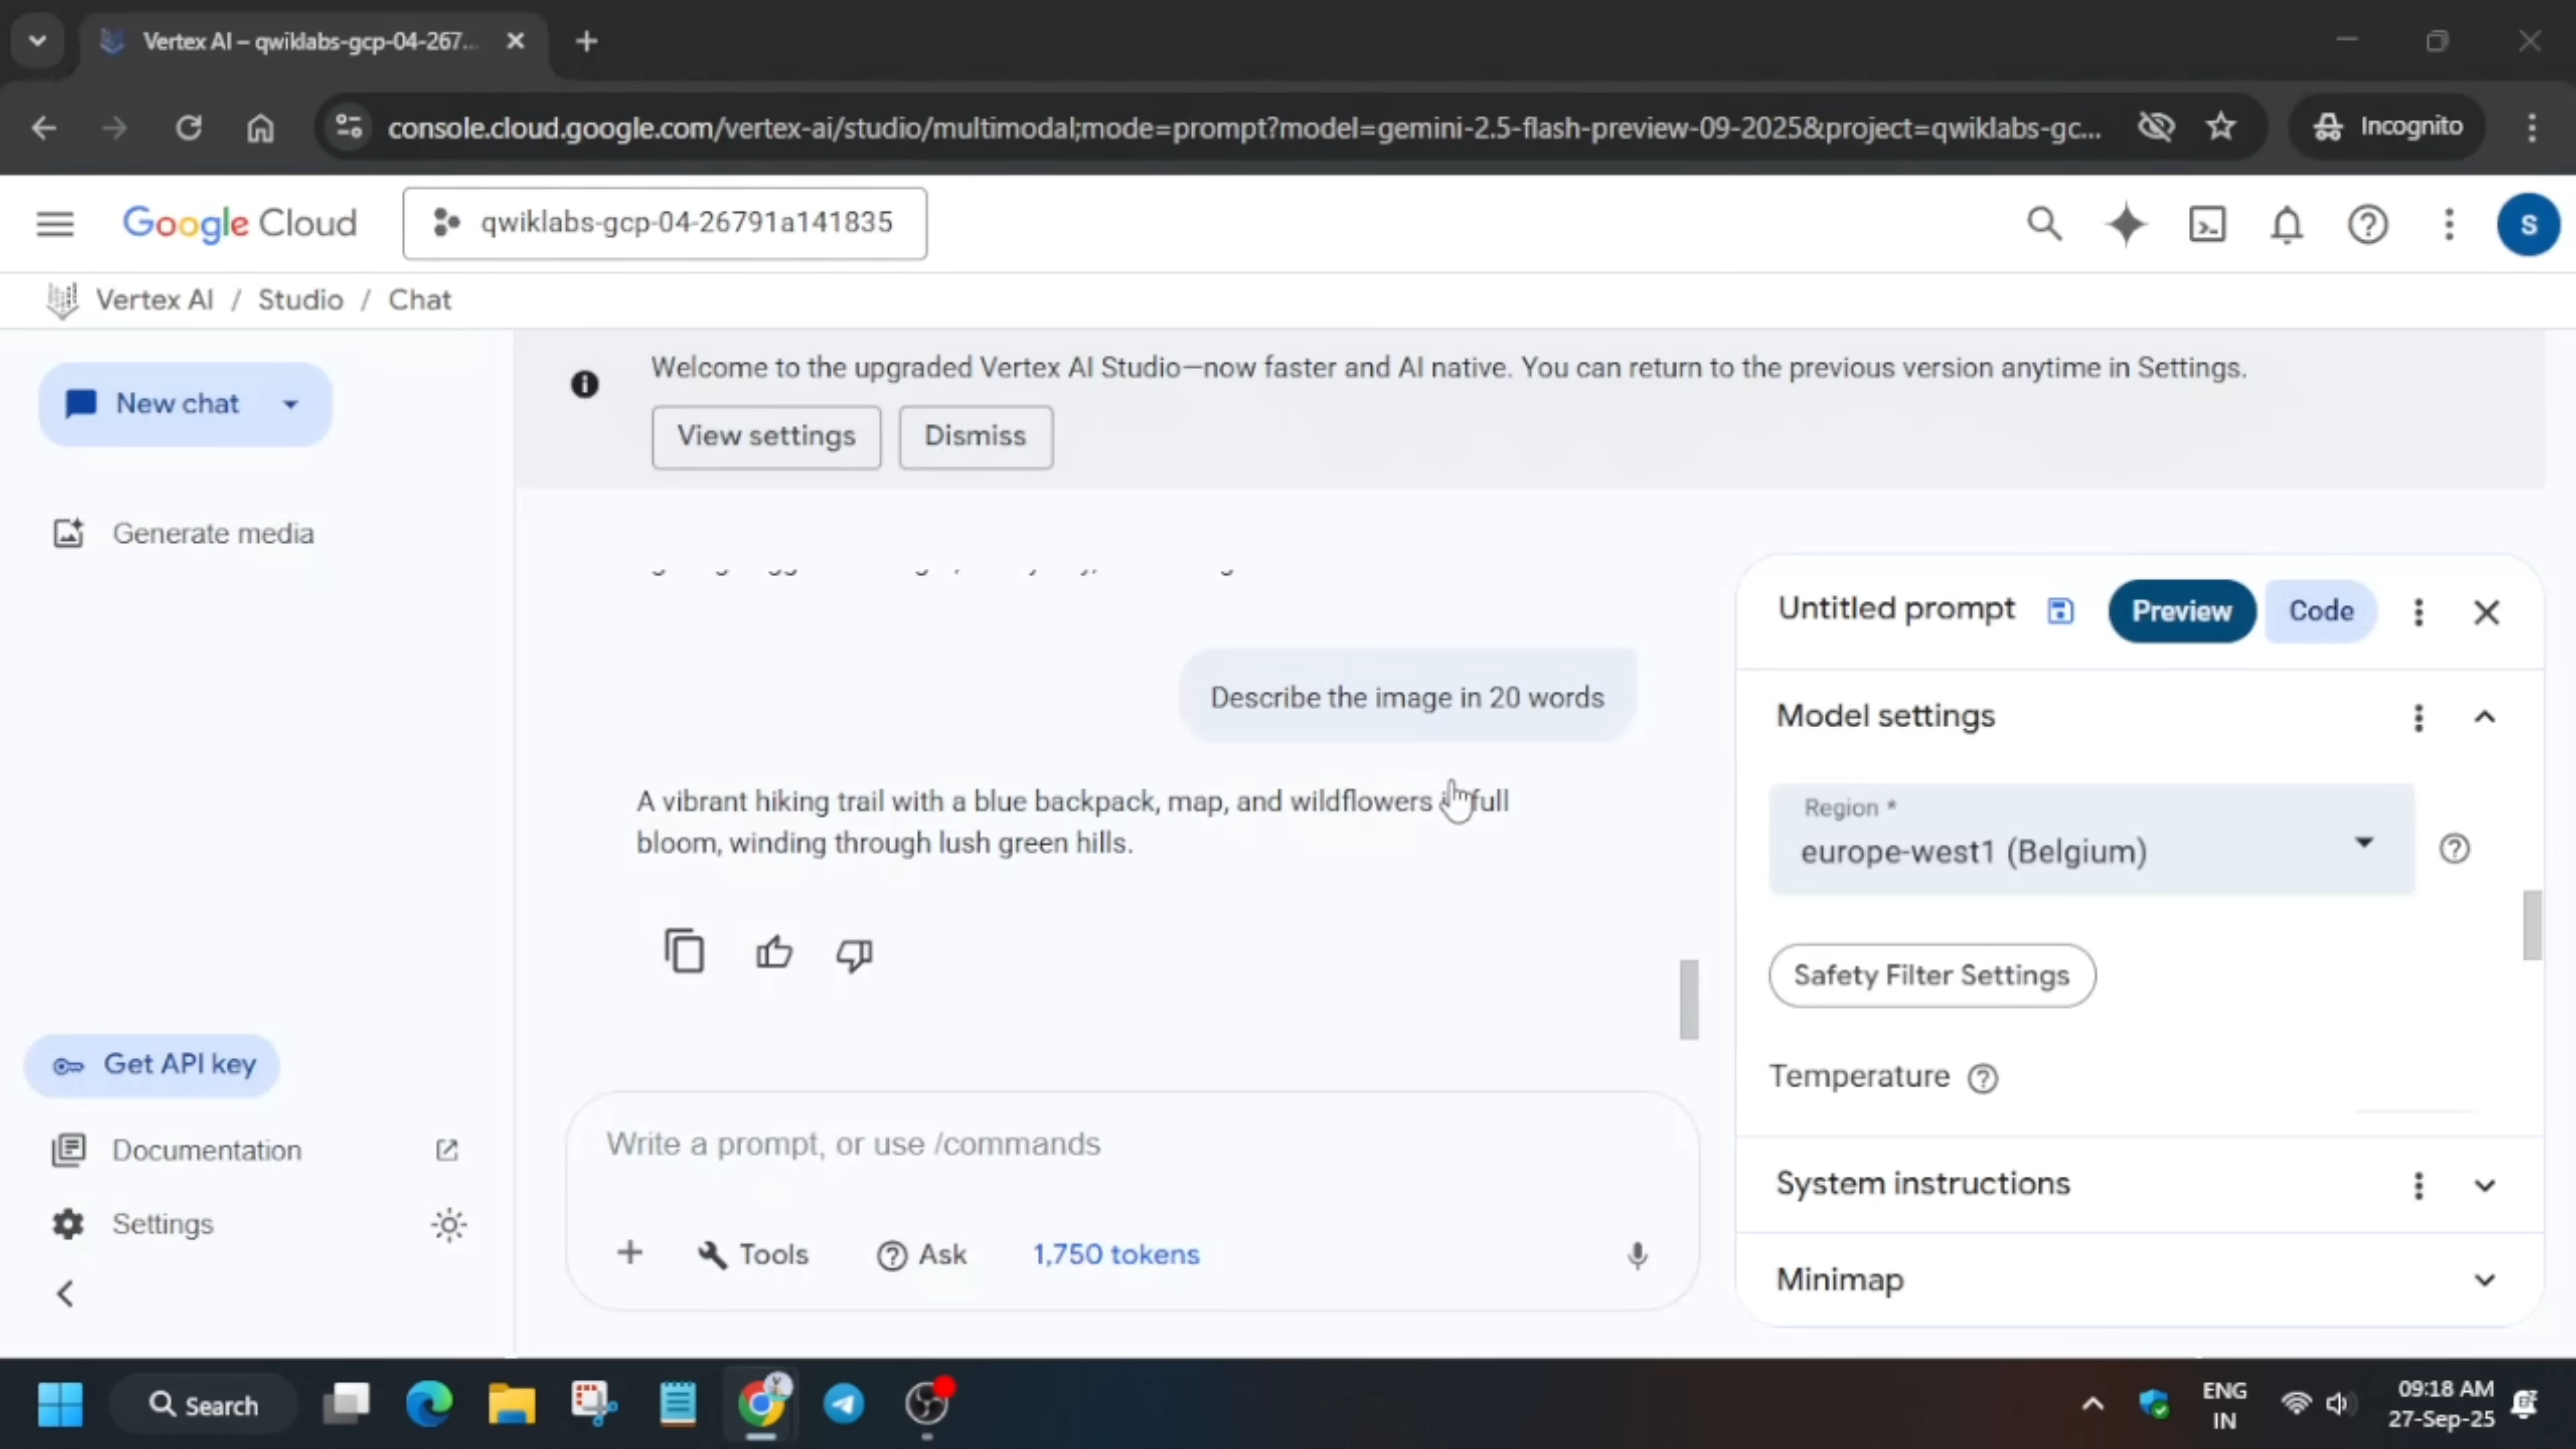 Vertex AI – qwiklabs-gcp-04-267...
console.cloud.google.com/vertex-ai/studio/multimodal;mode=prompt?model=gemini-2.5-flash-preview-09-2025&project=qwiklabs-gc...
Incognito
Google Cloud
qwiklabs-gcp-04-26791a141835
S
Vertex AI / Studio / Chat
New chat
Generate media
Welcome to the upgraded Vertex AI Studio—now faster and AI native. You can return to the previous version anytime in Settings.
View settings
Dismiss
Describe the image in 20 words
A vibrant hiking trail with a blue backpack, map, and wildflowers full
bloom, winding through lush green hills.
Write a prompt, or use /commands
Tools
Ask
1,750 tokens
Untitled prompt
Preview
Code
Model settings
Region *
europe-west1 (Belgium)
Safety Filter Settings
Temperature
System instructions
Minimap
Get API key
Documentation
Settings
Search
ENG
IN
09:18 AM
27-Sep-25